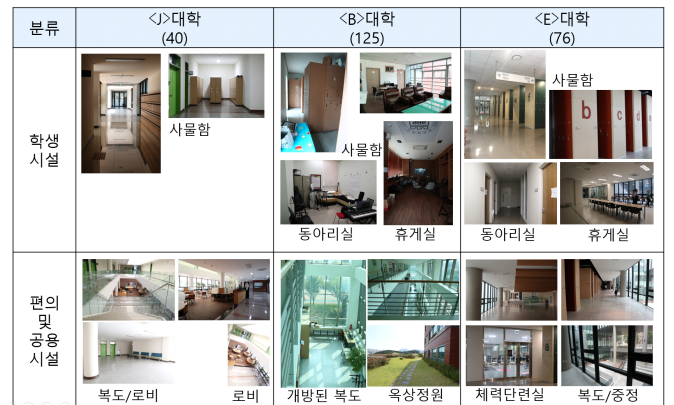 분류
<J>대학
(40)
<B>대학
(125)
<E>대학
(76)
학생
시설
사물함
사물함
동아리실
휴게실
사물함
b
c
d
동아리실
휴게실
편의
및
공용
시설
복도/로비
로비
개방된 복도
옥상정원
체력단련실
복도/중정